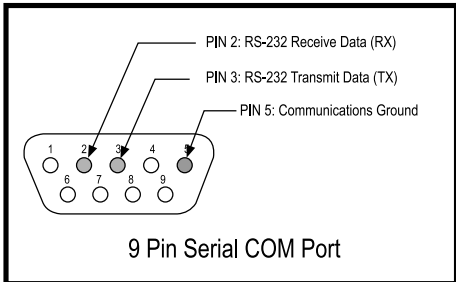 PIN 2: RS-232 Receive Data (RX)
PIN 3: RS-232 Transmit Data (TX)
PIN 5: Communications Ground
1 2 3 4 5
6 7 8 9
9 Pin Serial COM Port